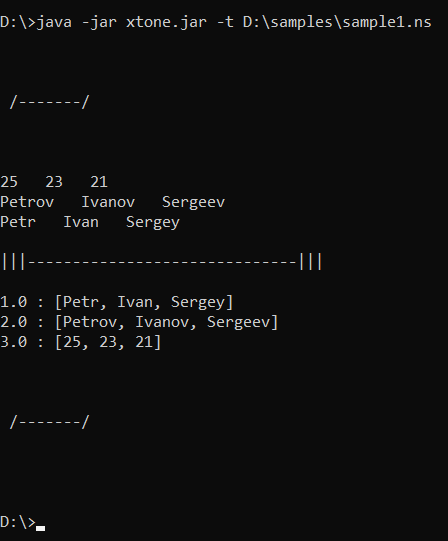 D:\>java -jar xtone.jar -t D:\samples\sample1.ns
/-------/
25 23 21
Petrov Ivanov Sergeev
Petr Ivan Sergey
|||------------------------------|||
1.0 : [Petr, Ivan, Sergey]
2.0 : [Petrov, Ivanov, Sergeev]
3.0 : [25, 23, 21]
/-------/
D:\>